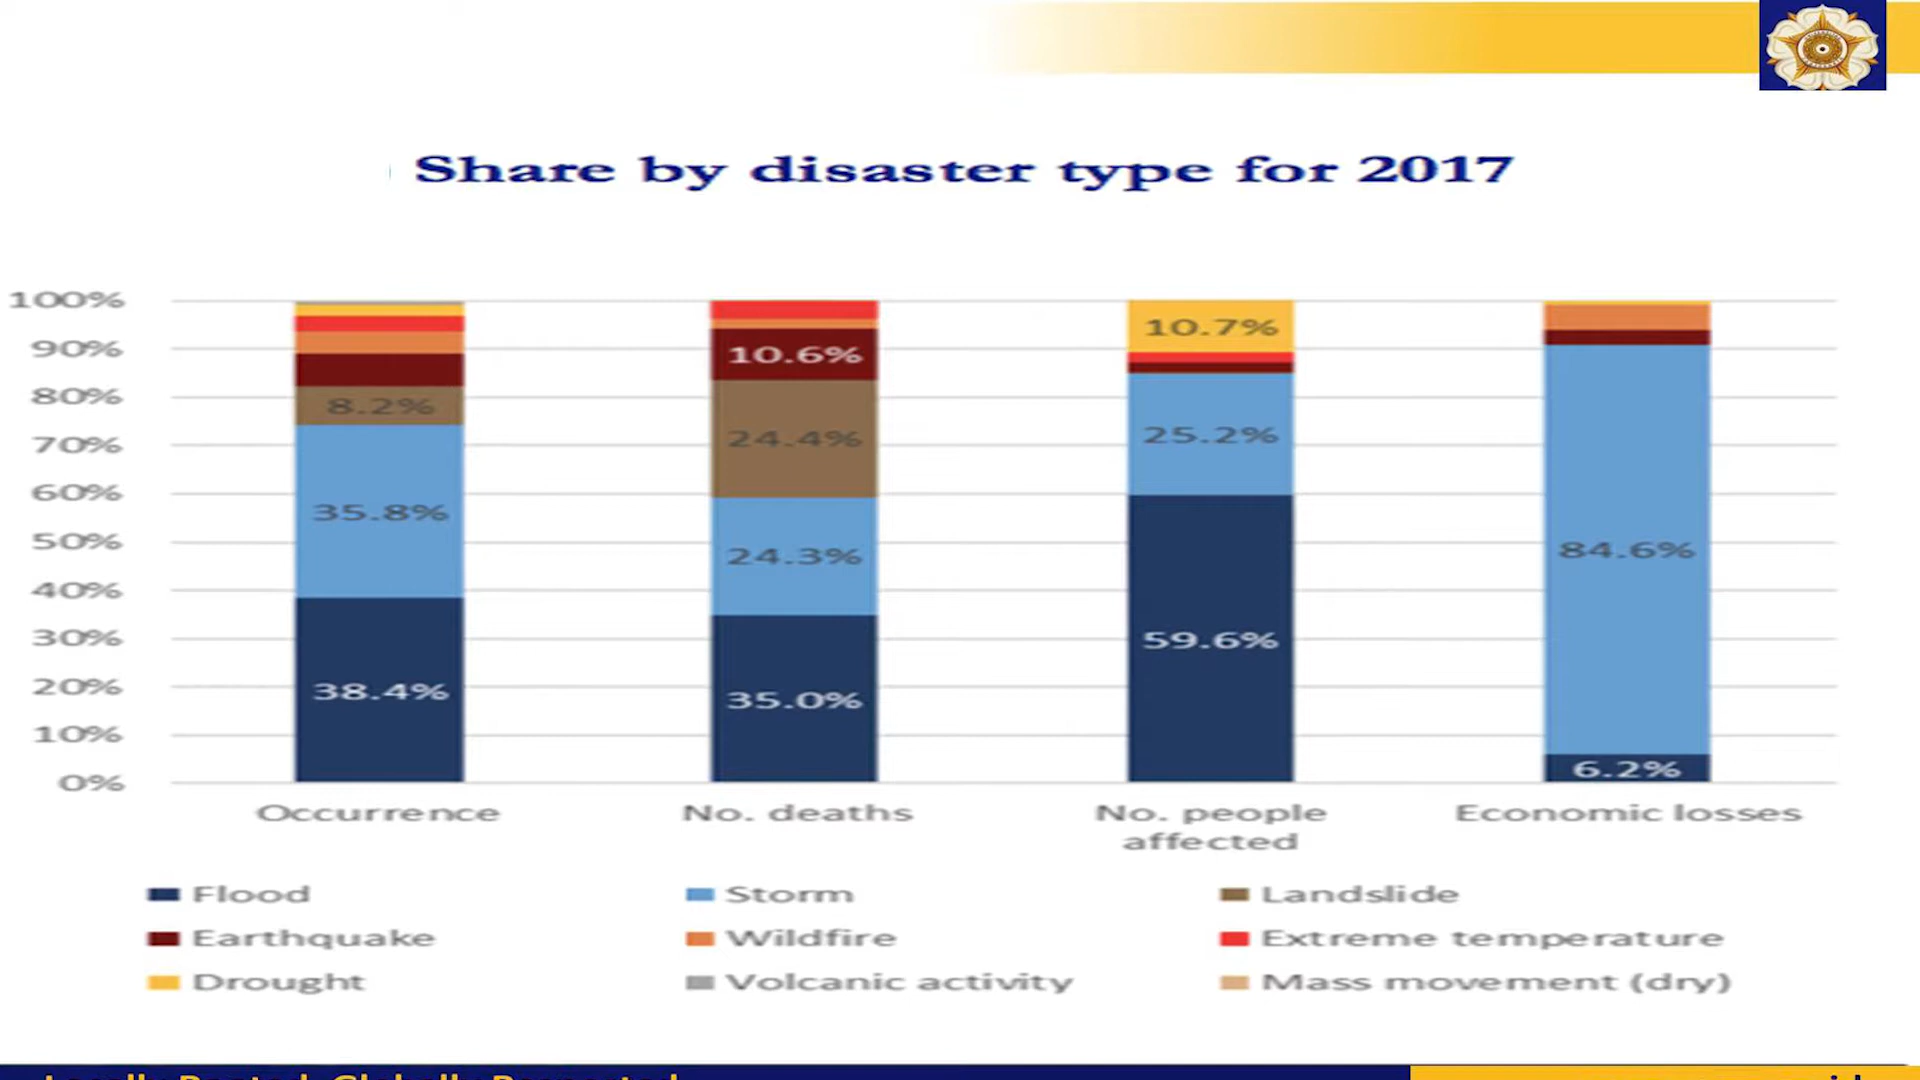 Share by disaster type for 2017
100%
90%
80%
70%
60%
50%
40%
30%
20%
10%
0%
8.2%
35.8%
38.4%
10.6%
24.4%
24.3%
35.0%
10.7%
25.2%
59.6%
84.6%
6.2%
Occurrence
No. deaths
No. people
affected
Economic losses
Flood
Storm
Landslide
Earthquake
Wildfire
Extreme temperature
Drought
Volcanic activity
Mass movement (dry)